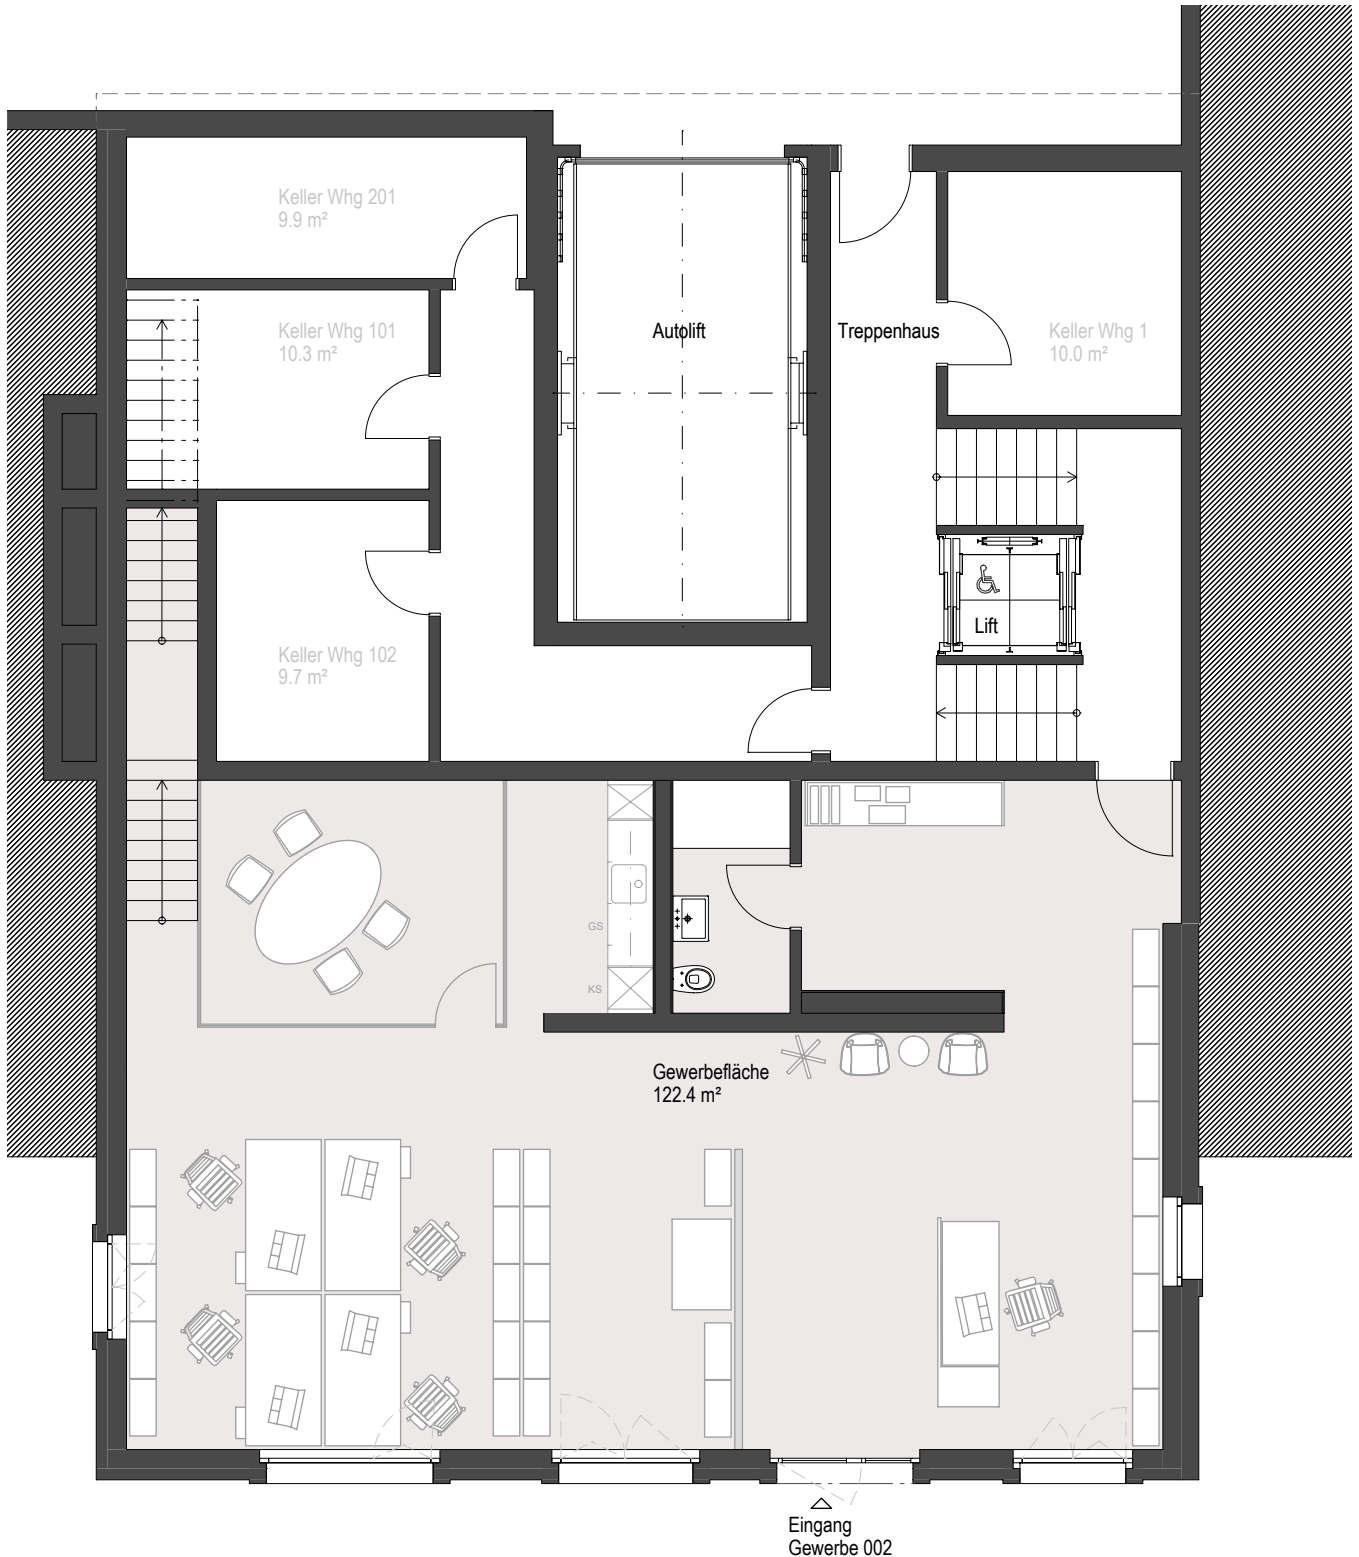 Keller Whg 201
9.9 m²
Keller Whg 101
10.3 m²
Autolift
Treppenhaus
Keller Whg 1
10.0 m²
Lift
Keller Whg 102
9.7 m²
GS
KS
Gewerbefläche
122.4 m²
Eingang
Gewerbe 002